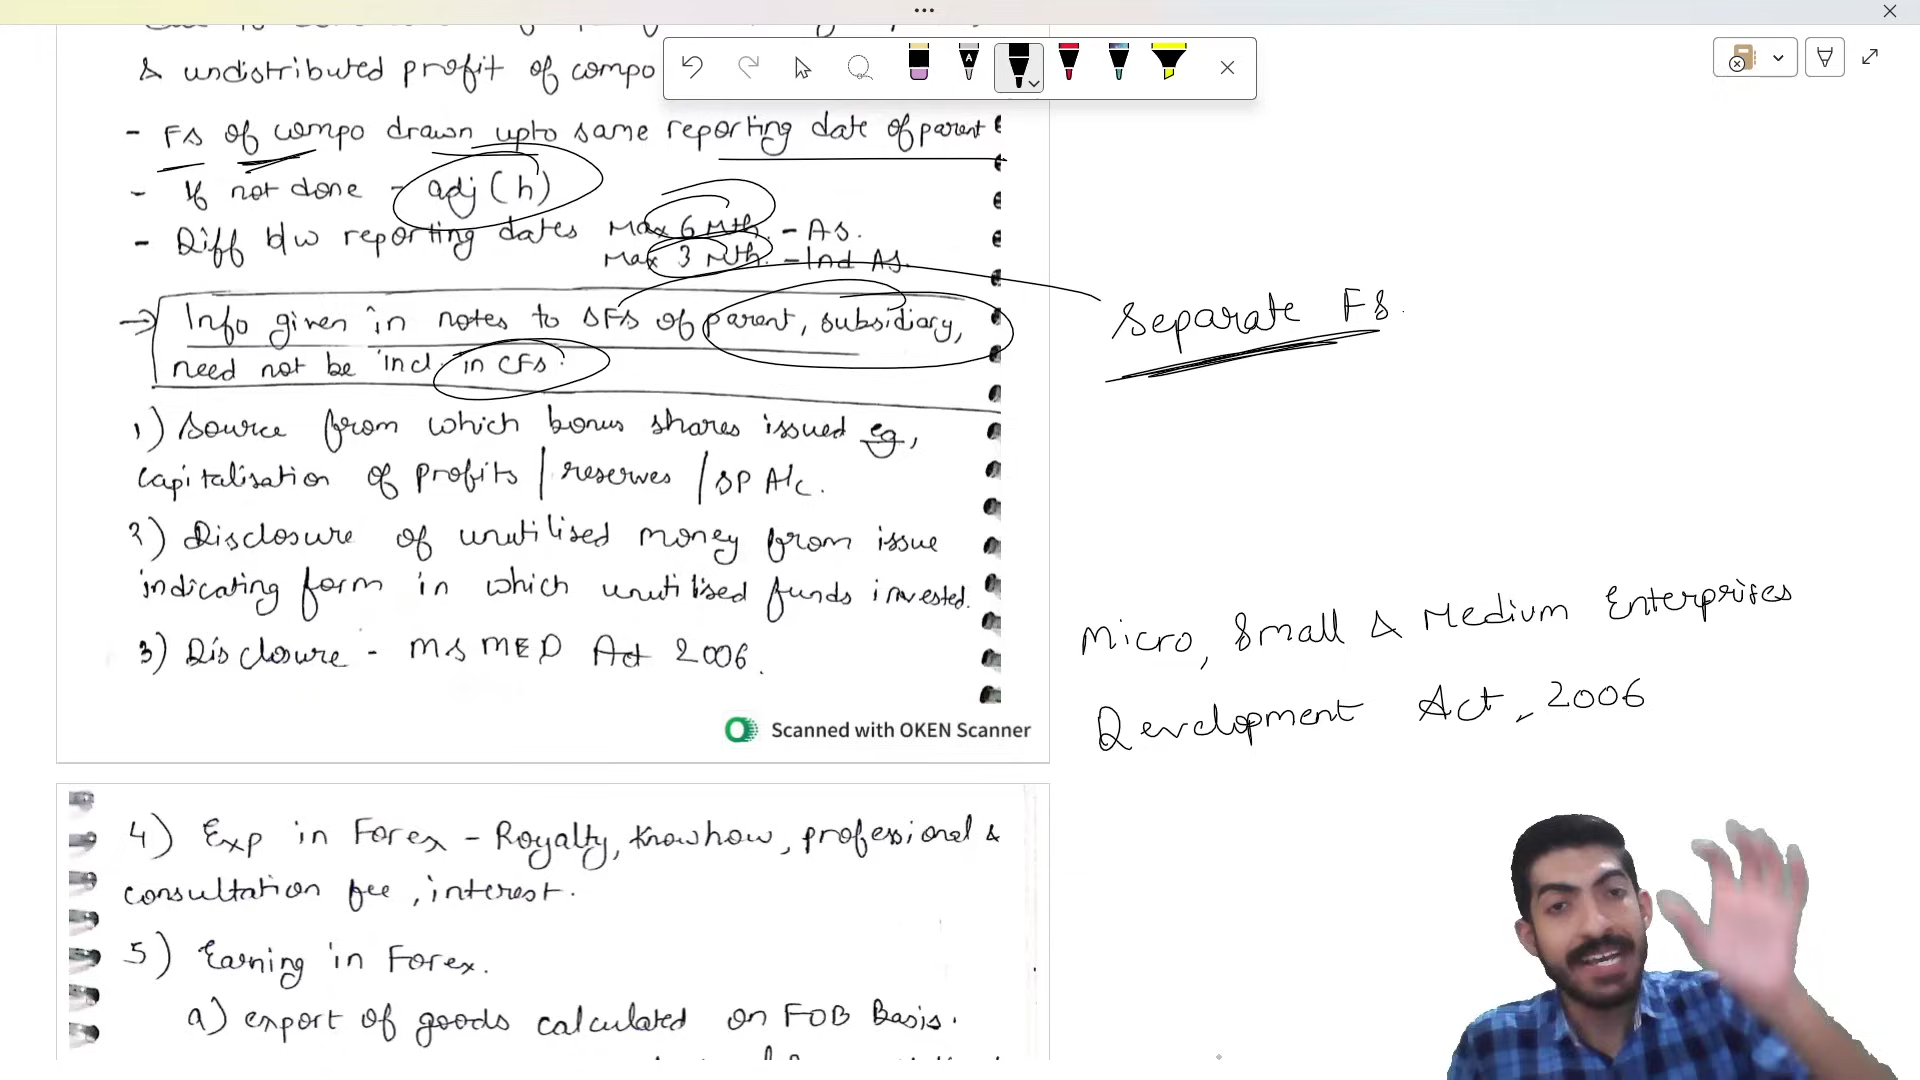 & undistributed profit of compo
- FS of compo drawn upto same reporting date of parent
- If not done - adj (h)
- Diff b/w reporting dates Max 6 Mth. - AS.
Max 3 Mth. - Ind AS.
→ Info given in notes to SFS of parent, subsidiary,
need not be incl in CFS.
Separate FS.
1) Source from which bonus shares issued eg,
capitalisation of profits / reserves / SP A/c.
2) Disclosure of unutilised money from issue
indicating form in which unutilised funds invested.
3) Disclosure - MSMED Act 2006.
Micro, Small & Medium Enterprises
Development Act, 2006
Scanned with OKEN Scanner
4) Exp in Forex - Royalty, Knowhow, professional &
consultation fee, interest.
5) Earning in Forex.
a) export of goods calculated on FOB Basis.